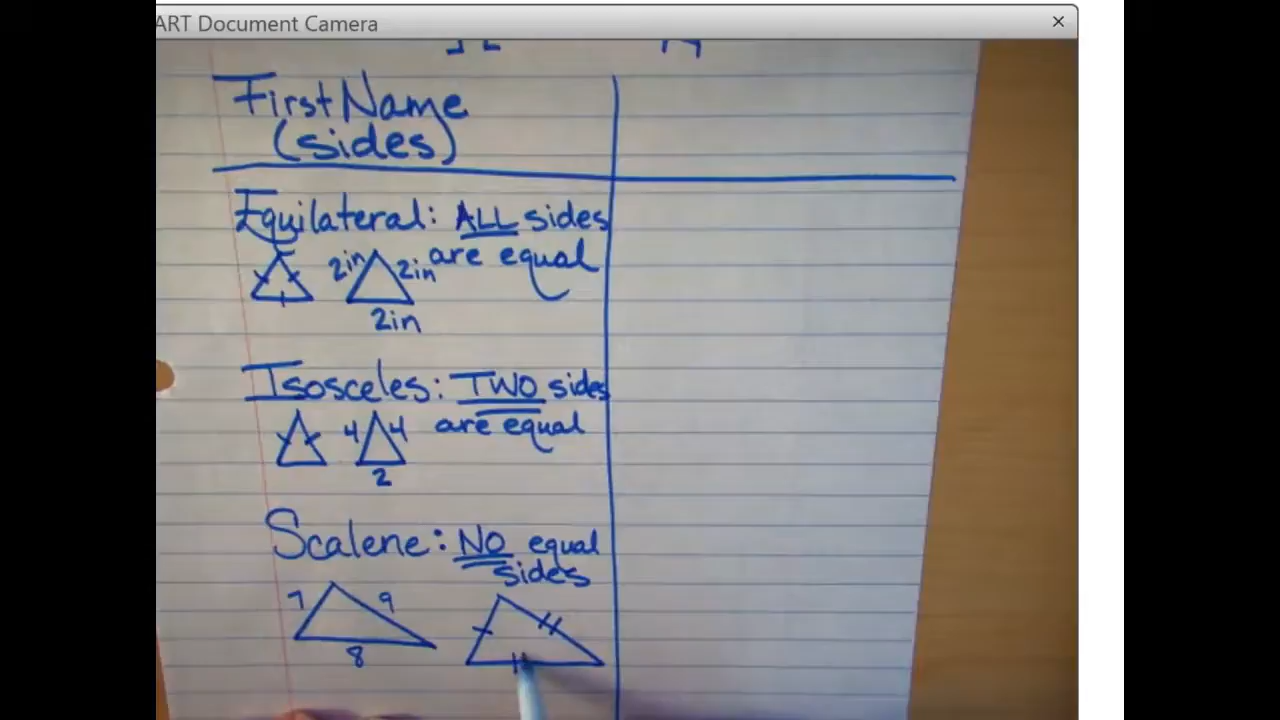 ART Document Camera
First Name
(sides)
Equilateral: ALL sides
are equal
2in 2in
2in
Isosceles: TWO sides
are equal
4 4
2
Scalene: NO equal
sides
7 9
8